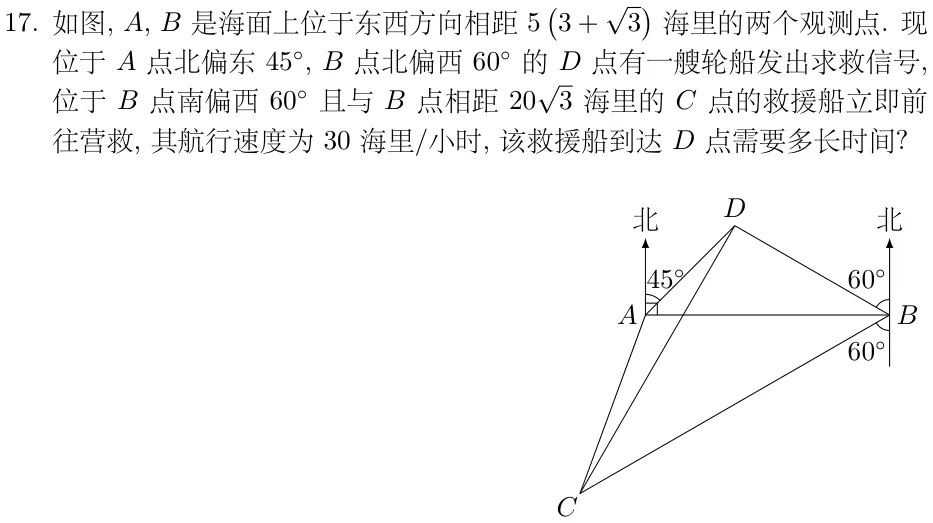 17. 如图, A, B 是海面上位于东西方向相距 5(3 + √3) 海里的两个观测点. 现
位于 A 点北偏东 45°, B 点北偏西 60° 的 D 点有一艘轮船发出求救信号,
位于 B 点南偏西 60° 且与 B 点相距 20√3 海里的 C 点的救援船立即前
往营救, 其航行速度为 30 海里/小时, 该救援船到达 D 点需要多长时间?
北 D 北
45° 60°
A B
60°
C